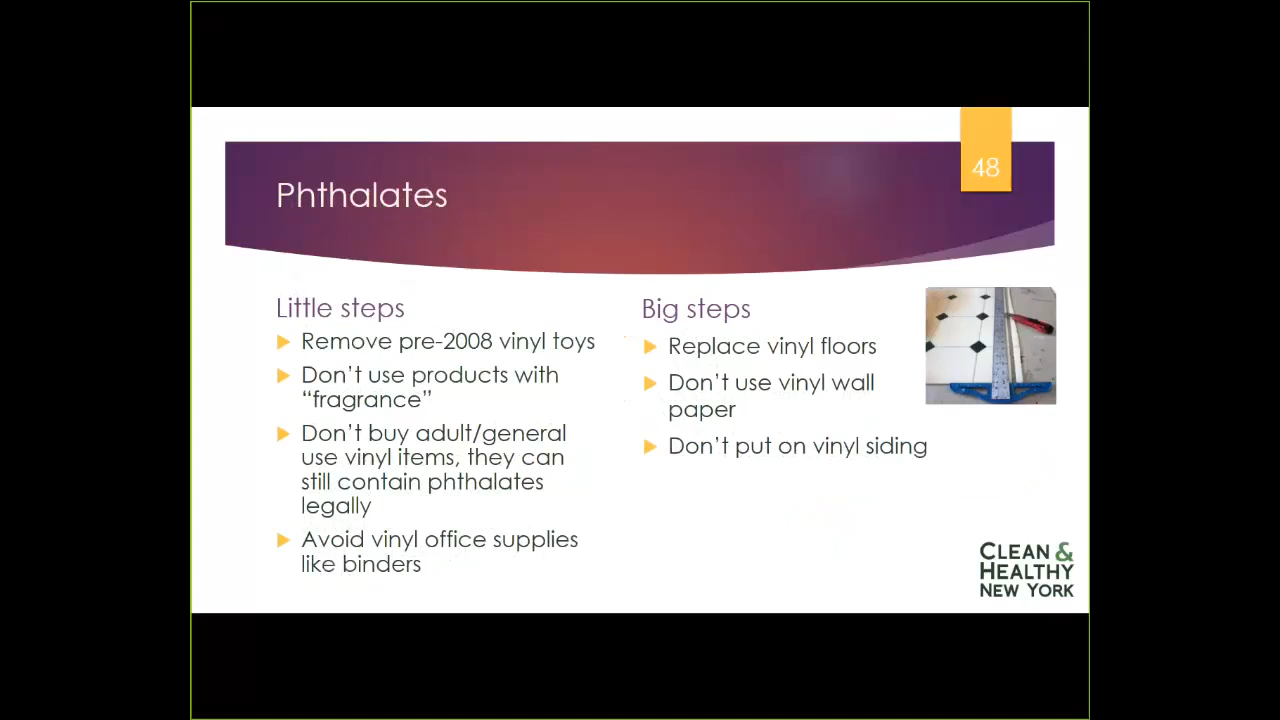 48
Phthalates
Little steps
Remove pre-2008 vinyl toys
Don’t use products with
“fragrance”
Don’t buy adult/general
use vinyl items, they can
still contain phthalates
legally
Avoid vinyl office supplies
like binders
Big steps
Replace vinyl floors
Don’t use vinyl wall
paper
Don’t put on vinyl siding
CLEAN &
HEALTHY
NEW YORK